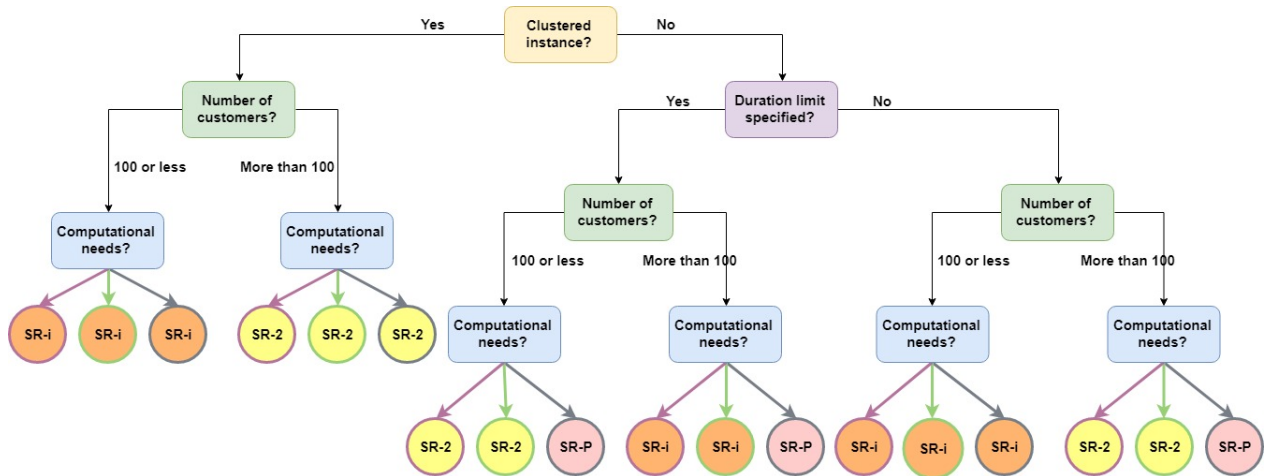 Yes
Clustered
instance?
No
Number of
customers?
Yes
Duration limit
specified?
No
100 or less
More than 100
Number of
customers?
Number of
customers?
Computational
needs?
Computational
needs?
100 or less
More than 100
100 or less
More than 100
SR-i
SR-i
SR-i
SR-2
SR-2
SR-2
Computational
needs?
Computational
needs?
Computational
needs?
Computational
needs?
SR-2
SR-2
SR-P
SR-i
SR-i
SR-P
SR-i
SR-i
SR-i
SR-2
SR-2
SR-P